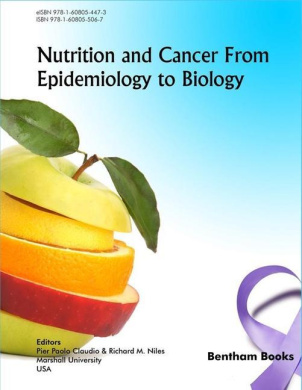 eISBN 978-1-60805-447-3
ISBN 978-1-60805-506-7
Nutrition and Cancer From
Epidemiology to Biology
Editors
Pier Paolo Claudio & Richard M. Niles
Marshall University
USA
Bentham Books